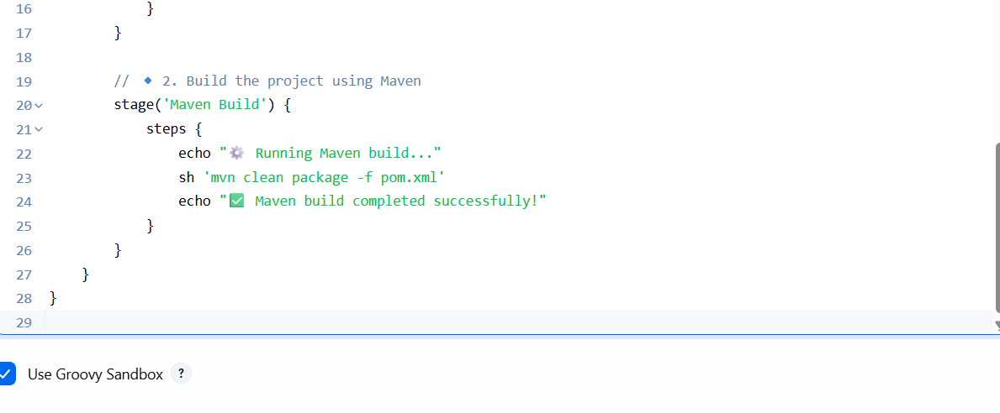 16            }
17        }
18
19        // 🔹 2. Build the project using Maven
20        stage('Maven Build') {
21            steps {
22                echo "⚙️ Running Maven build..."
23                sh 'mvn clean package -f pom.xml'
24                echo "✅ Maven build completed successfully!"
25            }
26        }
27    }
28 }
29
Use Groovy Sandbox ?